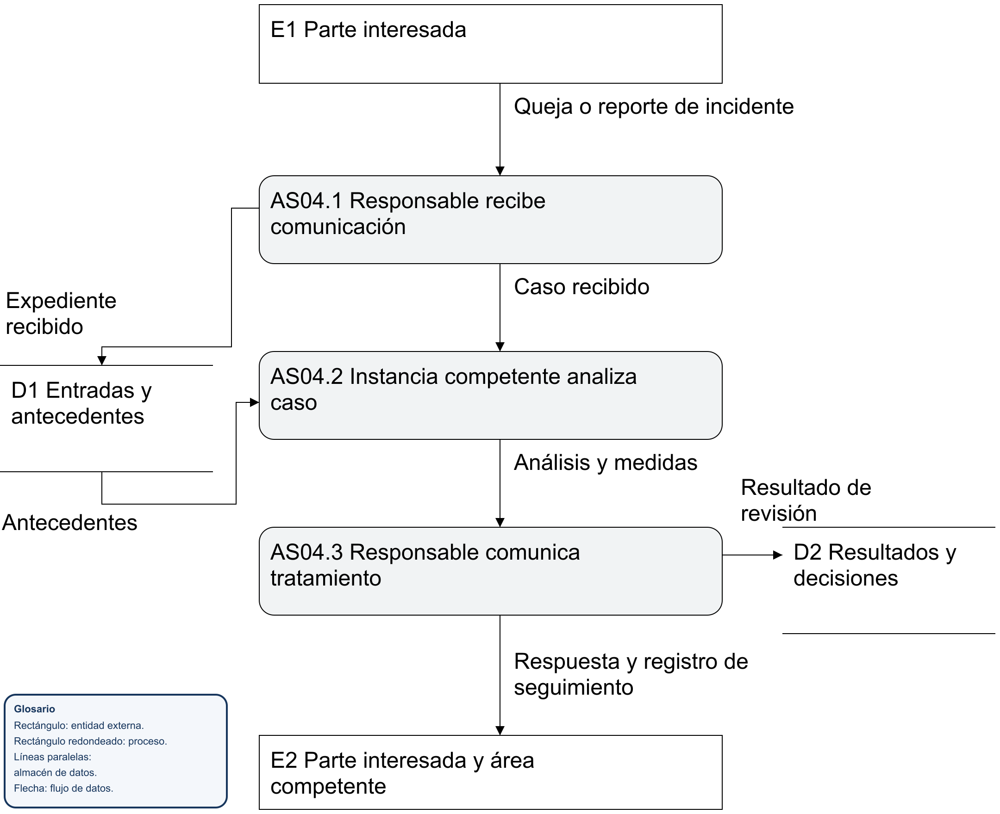 E1 Parte interesada
Queja o reporte de incidente
AS04.1 Responsable recibe
comunicación
Caso recibido
Expediente
recibido
AS04.2 Instancia competente analiza
caso
D1 Entradas y
antecedentes
Análisis y medidas
Resultado de
revisión
Antecedentes
AS04.3 Responsable comunica
tratamiento
D2 Resultados y
decisiones
Respuesta y registro de
seguimiento
Glosario
Rectángulo: entidad externa.
Rectángulo redondeado: proceso.
Líneas paralelas:
almacén de datos.
Flecha: flujo de datos.
E2 Parte interesada y área
competente